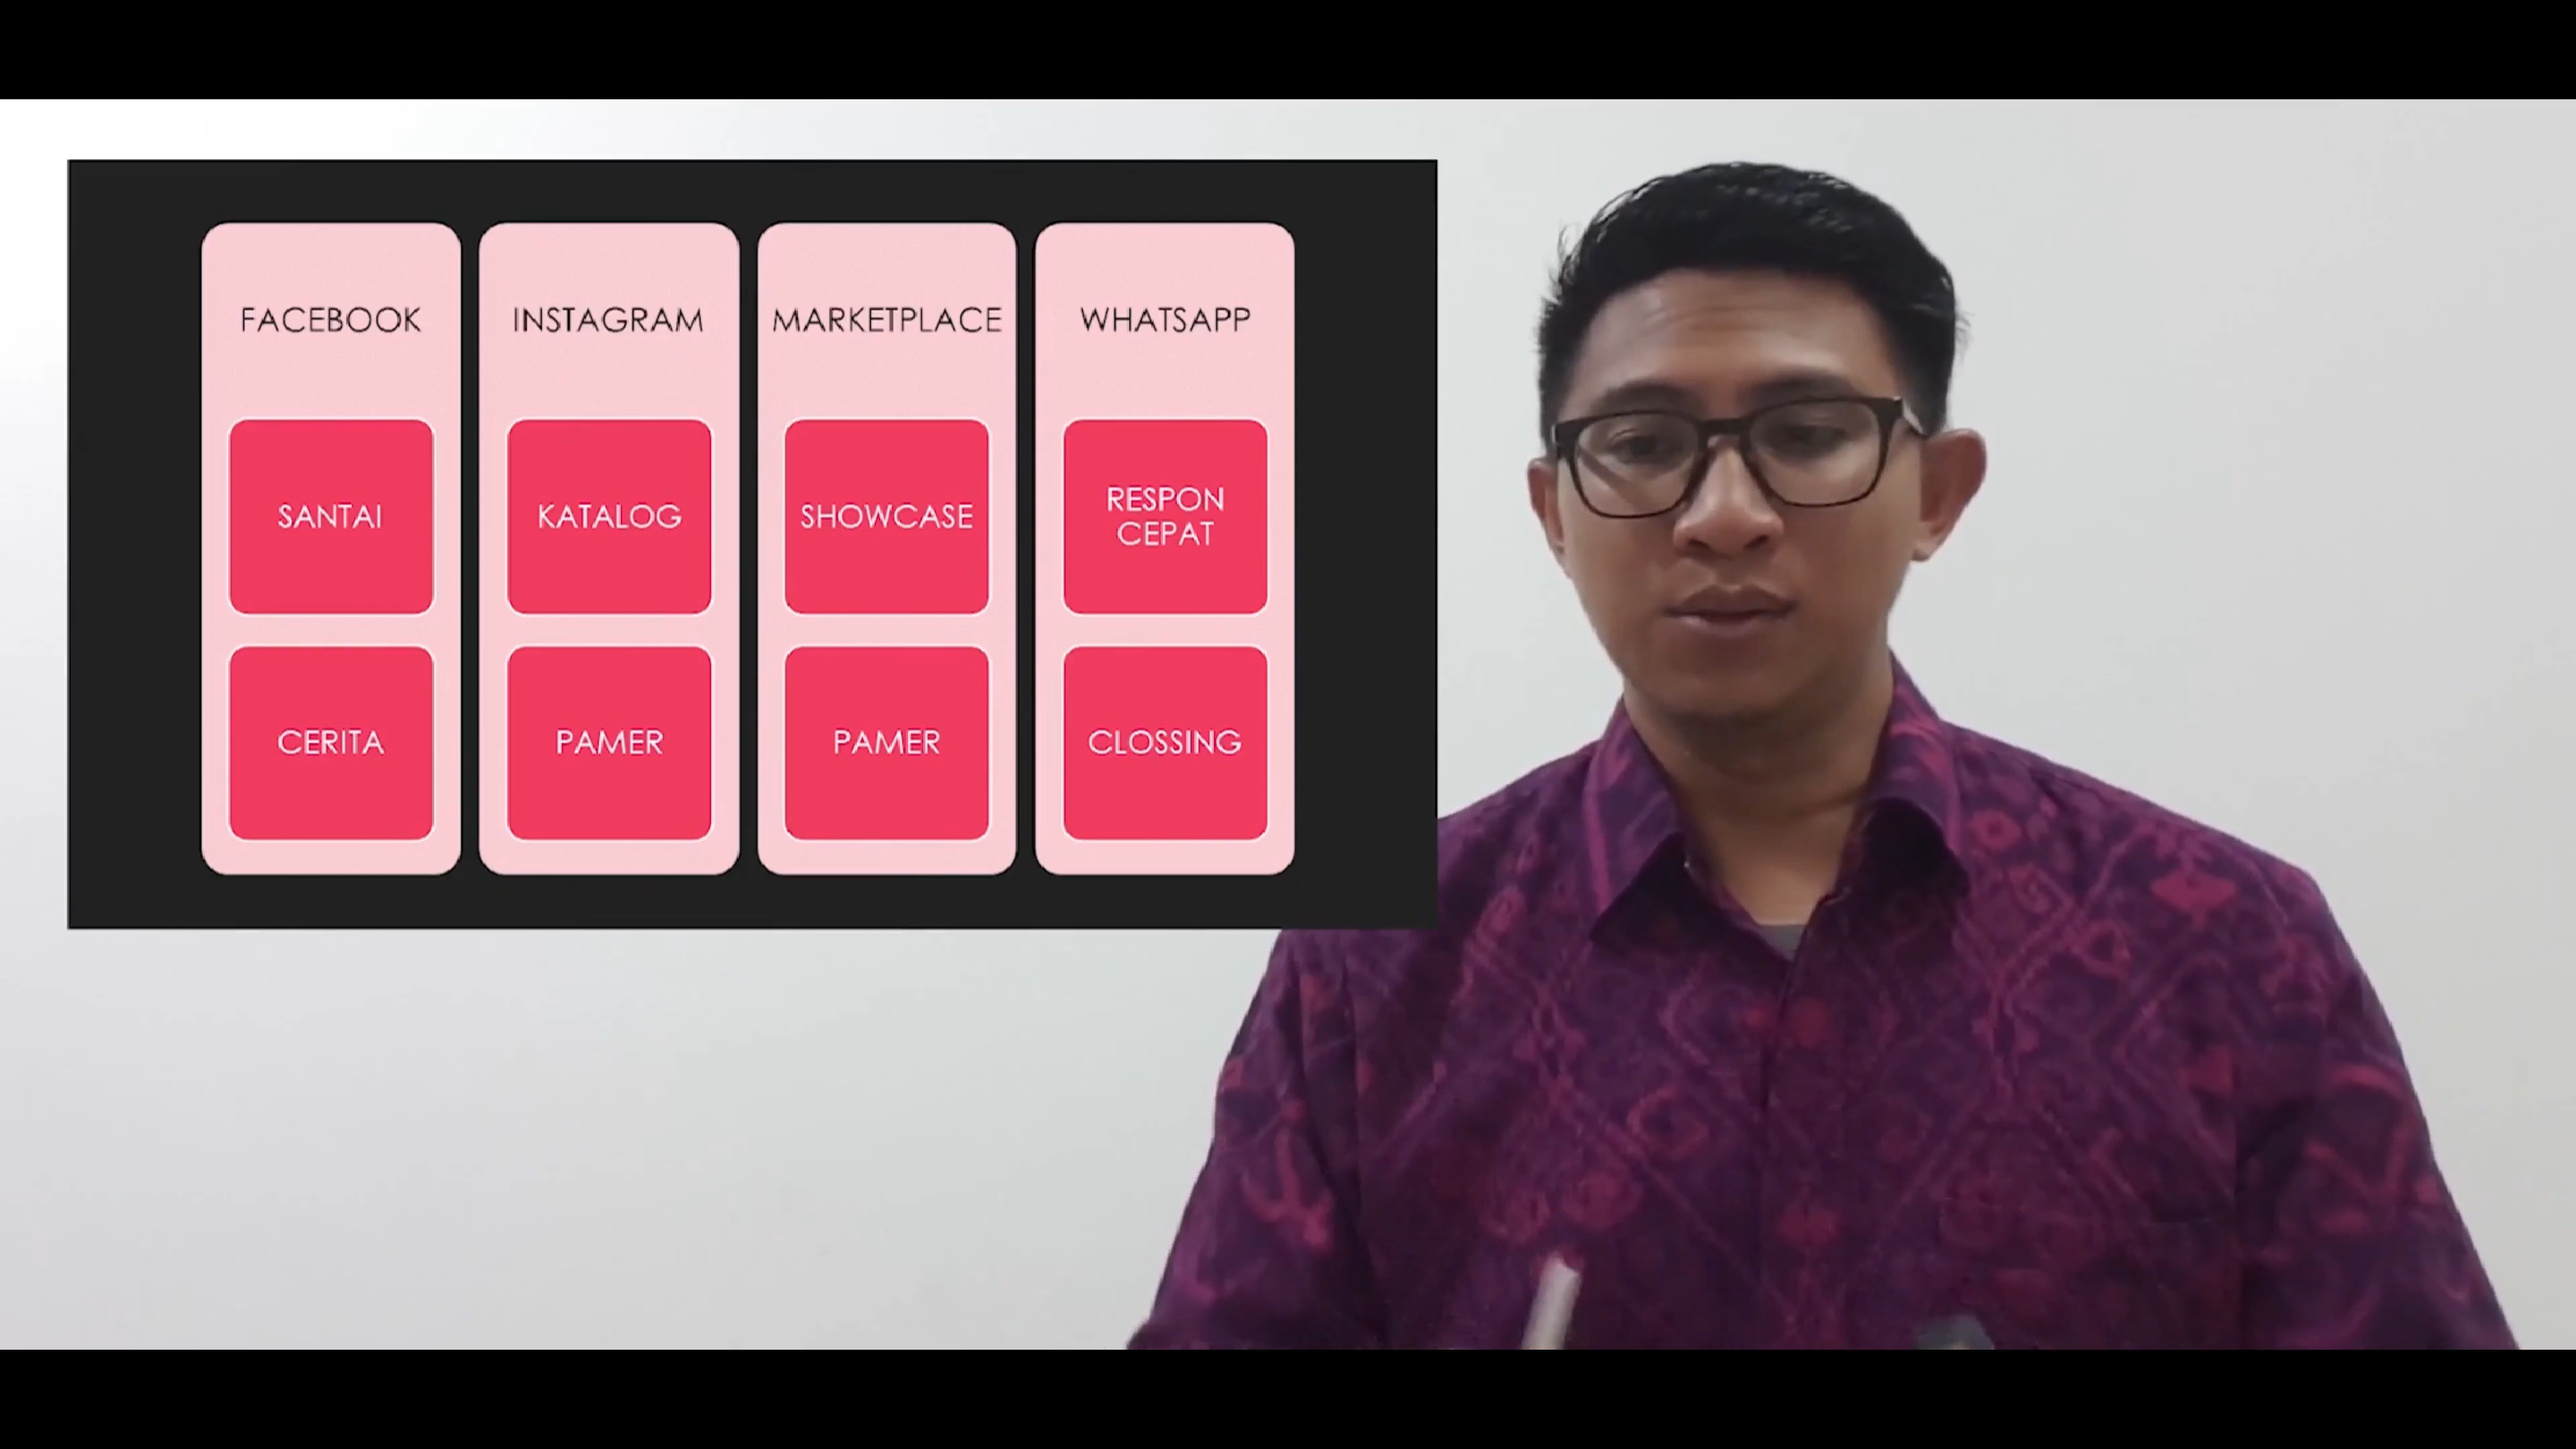 FACEBOOK
SANTAI
CERITA
INSTAGRAM
KATALOG
PAMER
MARKETPLACE
SHOWCASE
PAMER
WHATSAPP
RESPON
CEPAT
CLOSSING